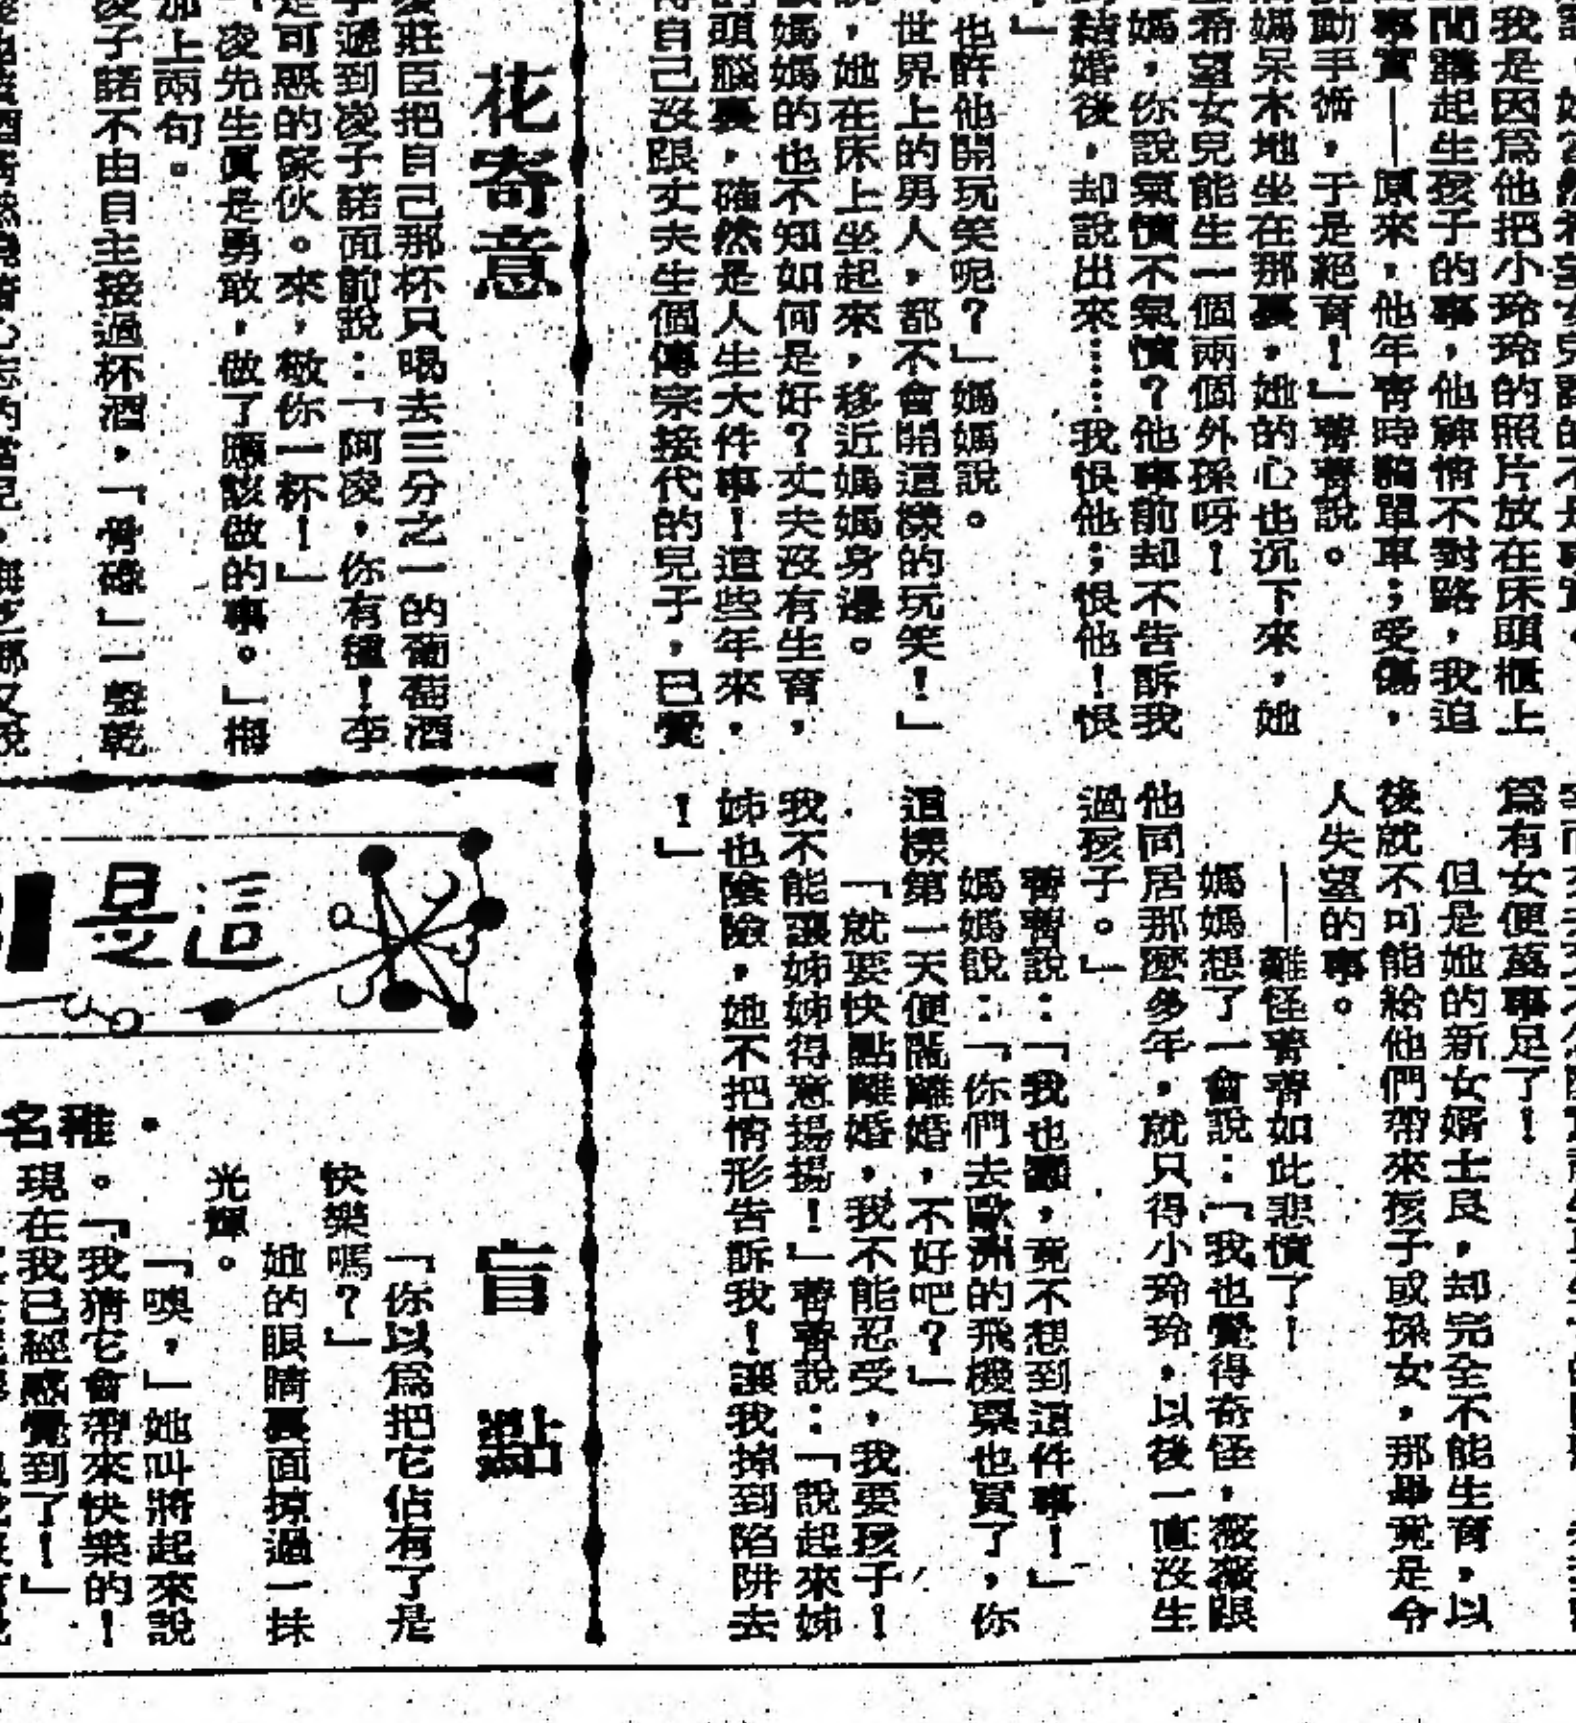 我是因爲他把小玲玲的照片放在床頭櫃上
問講起生孩子的事，他神情不對路，我迫
事實——原來，他年青時騎單車；受傷，
動手術，于是絕育！」菁菁說。
媽呆木地坐在那裏，她的心也沉下來，她
希望女兒能生一個兩個外孫呀！
媽，你說氣憤不氣憤？他事前却不告訴我
結婚後，却說出來……我恨他；恨他！恨
」
也許他開玩笑呢？」媽媽說。
世界上的男人，都不會開這樣的玩笑！」
，她在床上坐起來，移近媽媽身邊。
媽媽的也不知如何是好？丈夫沒有生育，
頭腦裏，確然是人生大件事！這些年來，
自己沒跟丈夫生個傳宗接代的兒子，已覺
爲有女便萬事足了！
但是她的新女婿士良，却完全不能生育，以
後就不可能給他們帶來孩子或孫女，那畢竟是令
人失望的事。
——難怪菁菁如此悲憤了！
媽媽想了一會說：「我也覺得奇怪，薇薇跟
他同居那麼多年，就只得小玲玲，以後一直沒生
過孩子。」
菁菁說：「我也蠢，竟不想到這件事！」
媽媽說：「你們去歐洲的飛機票也買了，你
這樣第一天便鬧離婚，不好吧？」
「就要快點離婚，我不能忍受，我要孩子！
我不能讓姊姊得意揚揚！」菁菁說：「說起來姊
姊也陰險，她不把情形告訴我！讓我掉到陷阱去
！」
花寄意
莊臣把自己那杯只喝去三分之一的葡萄酒
遞到凌子諾面前說：「阿凌，你有種！李
是可惡的傢伙。來，敬你一杯！」
「凌先生眞是勇敢，做了應該做的事。」梅
加上兩句。
凌子諾不由自主接過杯酒，「骨碌」一聲乾
這是
盲點
・雅名
「你以爲把它佔有了是
快樂嗎？」
她的眼睛裏面掠過一抹
光輝。
「噢，」她叫將起來說
。「我猜它會帶來快樂的！
現在我已經感覺到了！」